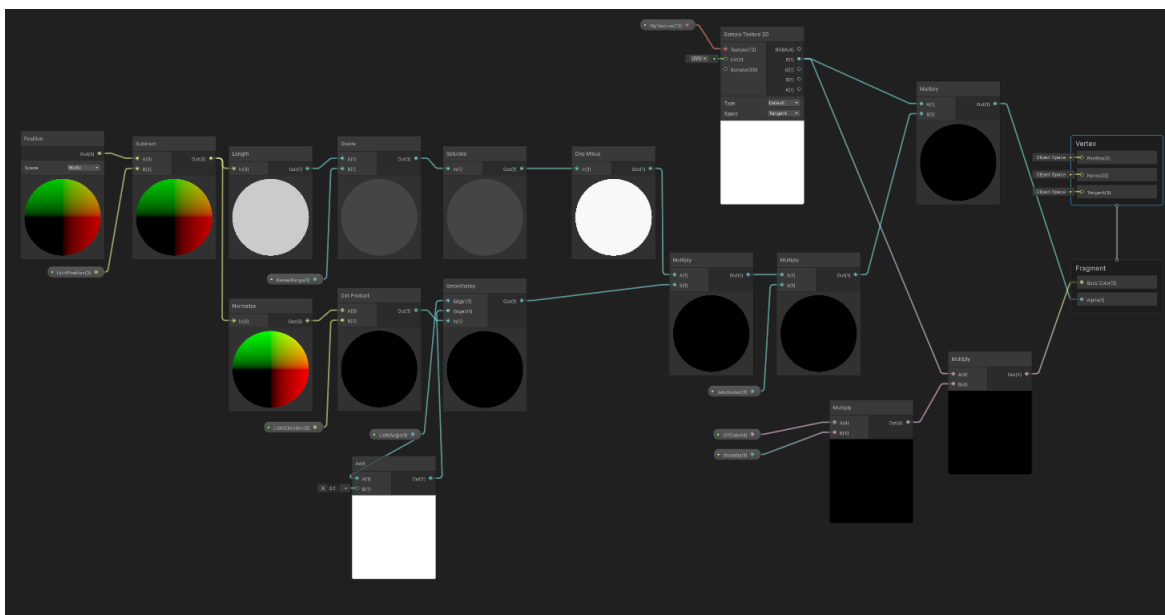 MyTexture(T2)
Sample Texture 2D
Texture(T2)
RGBA(4)
UV0
UV(2)
R(1)
Sampler(SS)
G(1)
B(1)
A(1)
Type
Default
Space
Tangent
Multiply
A(1)
Out(1)
B(1)
Position
Out(3)
Space
World
Subtract
A(3)
Out(3)
B(3)
LightPosition(3)
Length
In(3)
Out(1)
Divide
A(1)
Out(1)
B(1)
RevealRange(1)
Saturate
In(1)
Out(1)
One Minus
In(1)
Out(1)
Vertex
Object Space
Position(3)
Object Space
Normal(3)
Object Space
Tangent(3)
Fragment
Base Color(3)
Alpha(1)
Normalize
In(3)
Out(3)
Dot Product
A(3)
Out(1)
B(3)
LightDirection(3)
Smoothstep
Edge1(1)
Out(1)
Edge2(1)
In(1)
LightAngle(1)
Multiply
A(1)
Out(1)
B(1)
Multiply
A(1)
Out(1)
B(1)
IsActivated(1)
Add
A(1)
Out(1)
X 0.1
B(1)
Multiply
A(4)
Out(4)
B(4)
UVColor(4)
Intensity(1)
Multiply
A(4)
Out(4)
B(4)